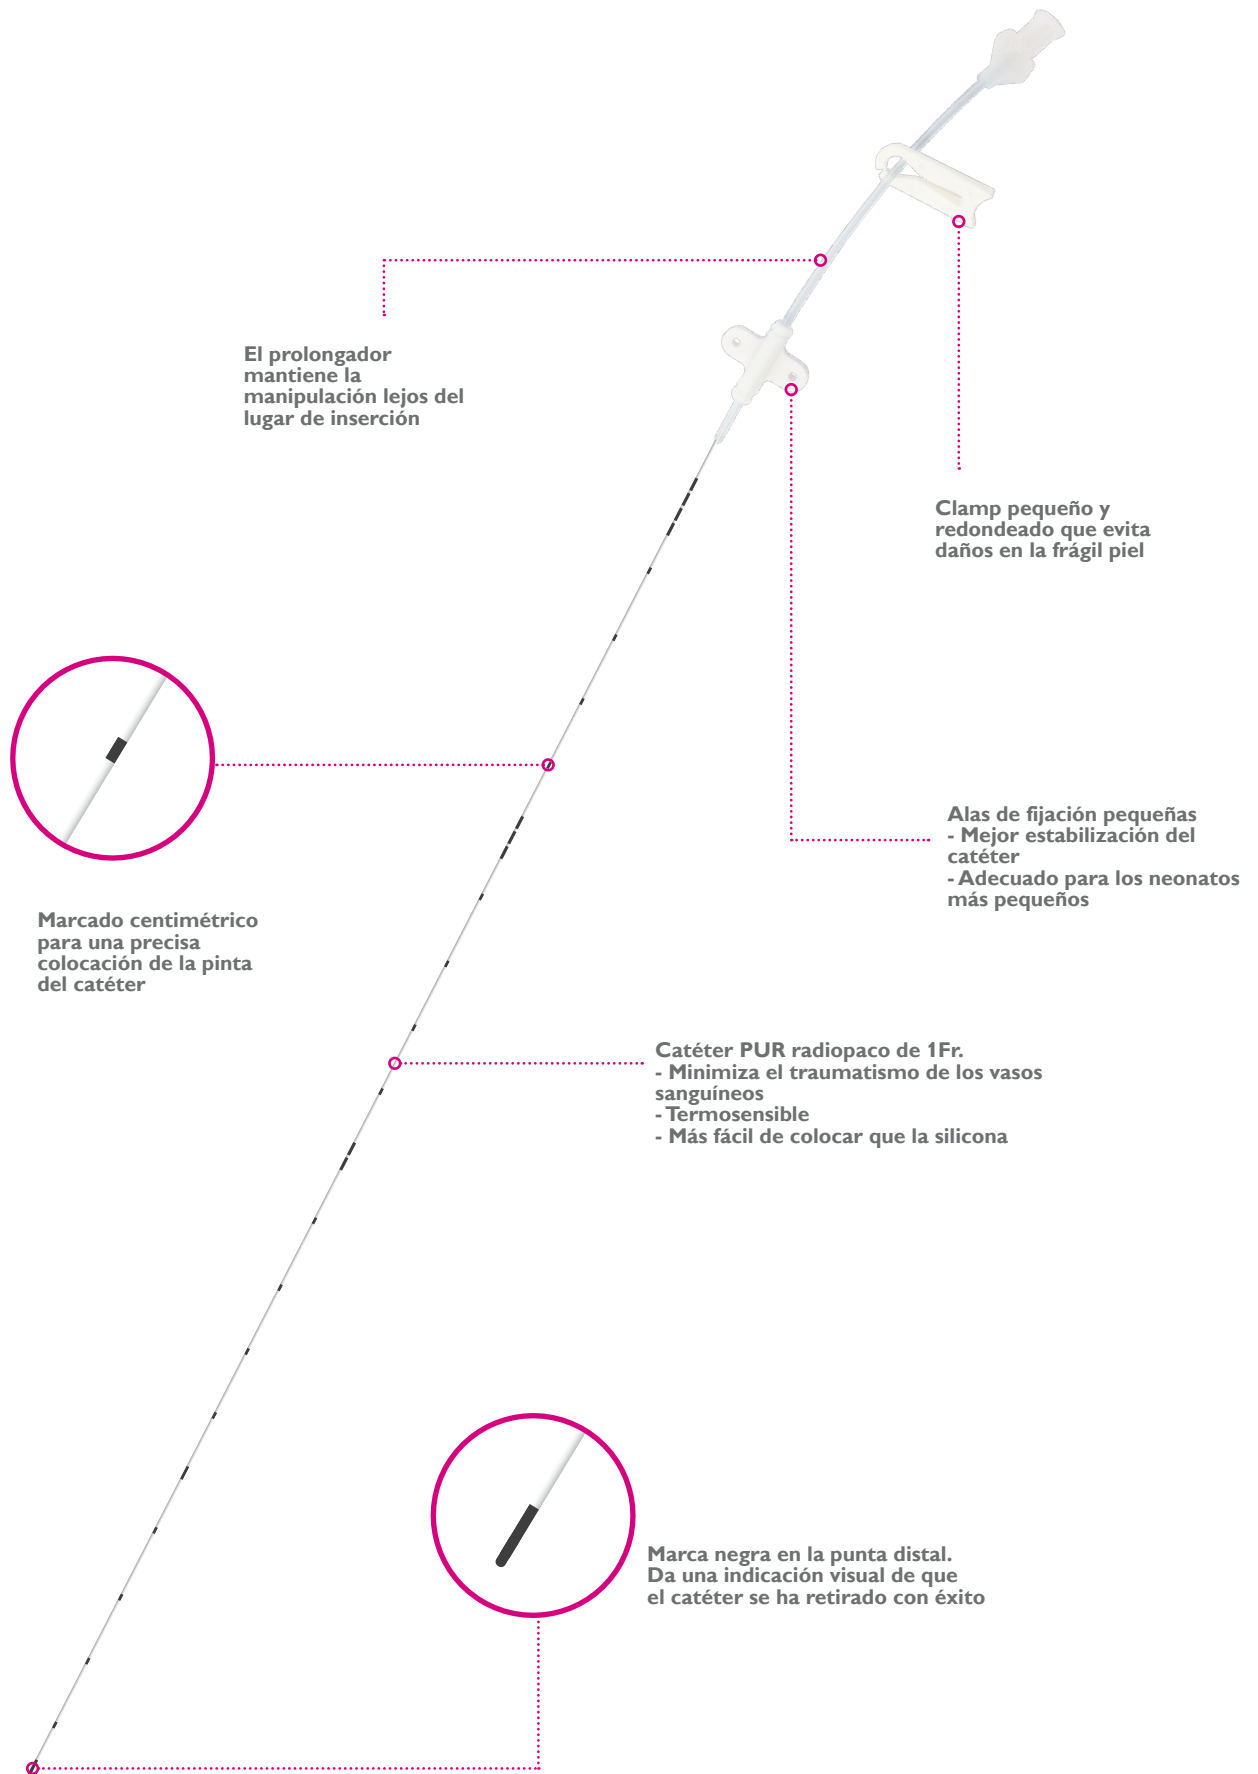 El prolongador
mantiene la
manipulación lejos del
lugar de inserción
Clamp pequeño y
redondeado que evita
daños en la frágil piel
Alas de fijación pequeñas
- Mejor estabilización del
catéter
- Adecuado para los neonatos
más pequeños
Marcado centimétrico
para una precisa
colocación de la pinta
del catéter
Catéter PUR radiopaco de 1Fr.
- Minimiza el traumatismo de los vasos
sanguíneos
- Termosensible
- Más fácil de colocar que la silicona
Marca negra en la punta distal.
Da una indicación visual de que
el catéter se ha retirado con éxito